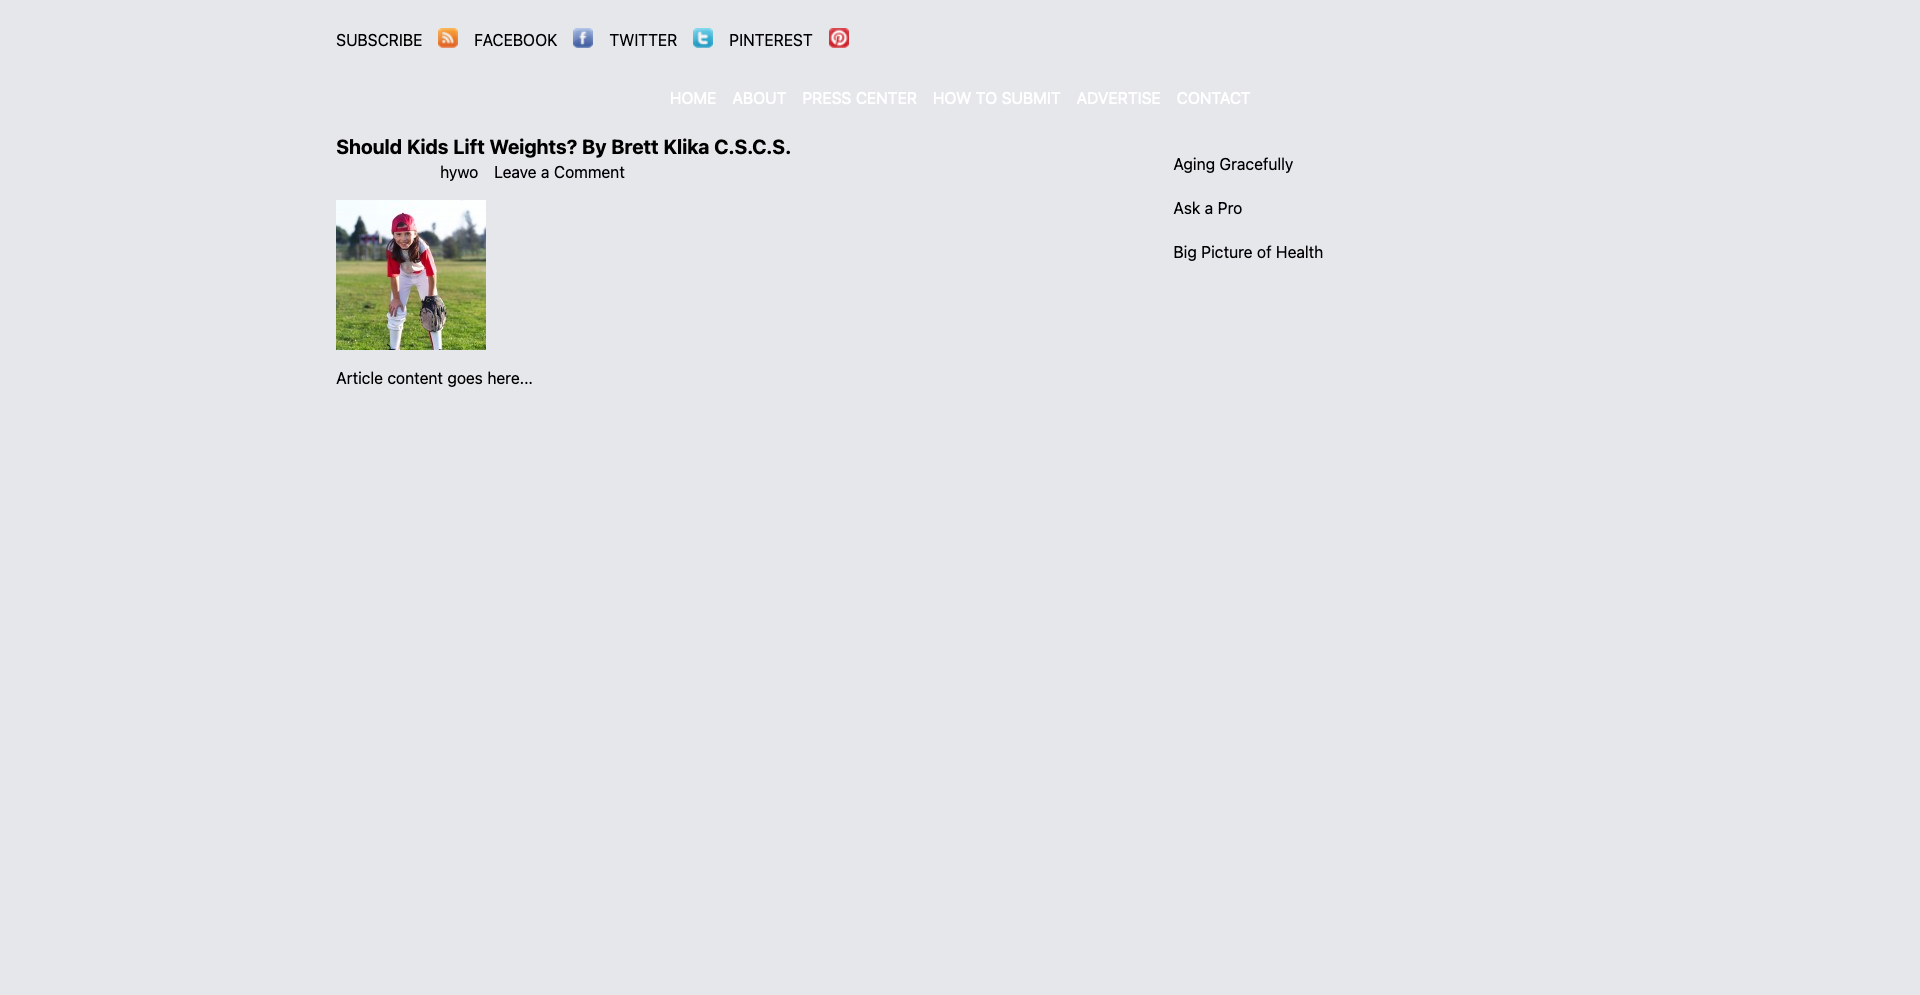 SUBSCRIBE FACEBOOK TWITTER PINTEREST
HOME ABOUT PRESS CENTER HOW TO SUBMIT ADVERTISE CONTACT
Should Kids Lift Weights? By Brett Klika C.S.C.S.
hywo Leave a Comment
Article content goes here...
Aging Gracefully
Ask a Pro
Big Picture of Health